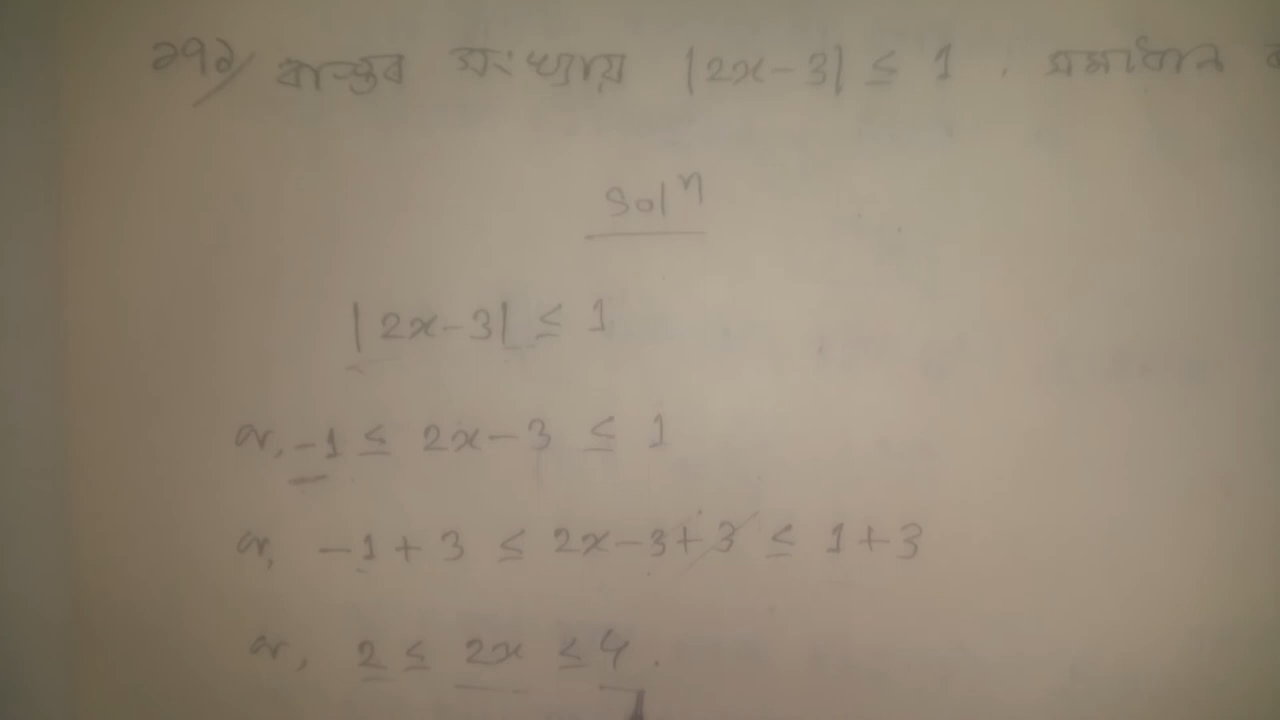 ১৭১/ বাস্তব সংখ্যায় |2x-3| ≤ 1. সমাধান
Solⁿ
|2x-3| ≤ 1
or, -1 ≤ 2x-3 ≤ 1
or, -1+3 ≤ 2x-3+3 ≤ 1+3
or, 2 ≤ 2x ≤ 4.